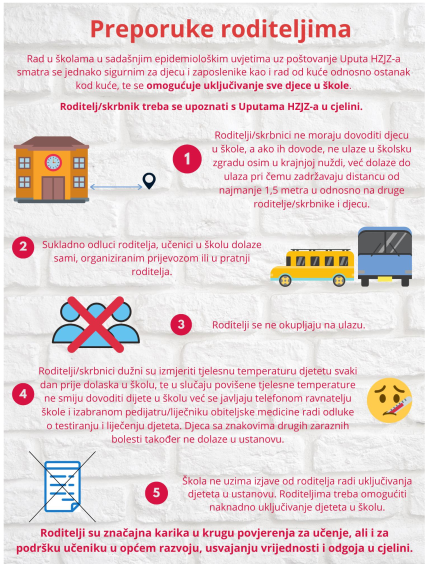 Preporuke roditeljima
Rad u školama u sadašnjim epidemiološkim uvjetima uz poštovanje Uputa HZJZ-a
smatra se jednako sigurnim za djecu i zaposlenike kao i rad od kuće odnosno ostanak
kod kuće, te se omogućuje uključivanje sve djece u škole.
Roditelj/skrbnik treba se upoznati s Uputama HZJZ-a u cjelini.
1
Roditelji/skrbnici ne moraju dovoditi djecu
u škole, a ako ih dovode, ne ulaze u školsku
zgradu osim u krajnjoj nuždi, već dolaze do
ulaza pri čemu zadržavaju distancu od
najmanje 1,5 metra u odnosno na druge
roditelje/skrbnike i djecu.
2
Sukladno odluci roditelja, učenici u školu dolaze
sami, organiziranim prijevozom ili u pratnji
roditelja.
3
Roditelji se ne okupljaju na ulazu.
4
Roditelji/skrbnici dužni su izmjeriti tjelesnu temperaturu djetetu svaki
dan prije dolaska u školu, te u slučaju povišene tjelesne temperature
ne smiju dovoditi dijete u školu već se javljaju telefonom ravnatelju
škole i izabranom pedijatru/liječniku obiteljske medicine radi odluke
o testiranju i liječenju djeteta. Djeca sa znakovima drugih zaraznih
bolesti također ne dolaze u ustanovu.
5
Škola ne uzima izjave od roditelja radi uključivanja
djeteta u ustanovu. Roditeljima treba omogućiti
naknadno uključivanje djeteta u školu.
Roditelji su značajna karika u krugu povjerenja za učenje, ali i za
podršku učeniku u općem razvoju, usvajanju vrijednosti i odgoja u cjelini.